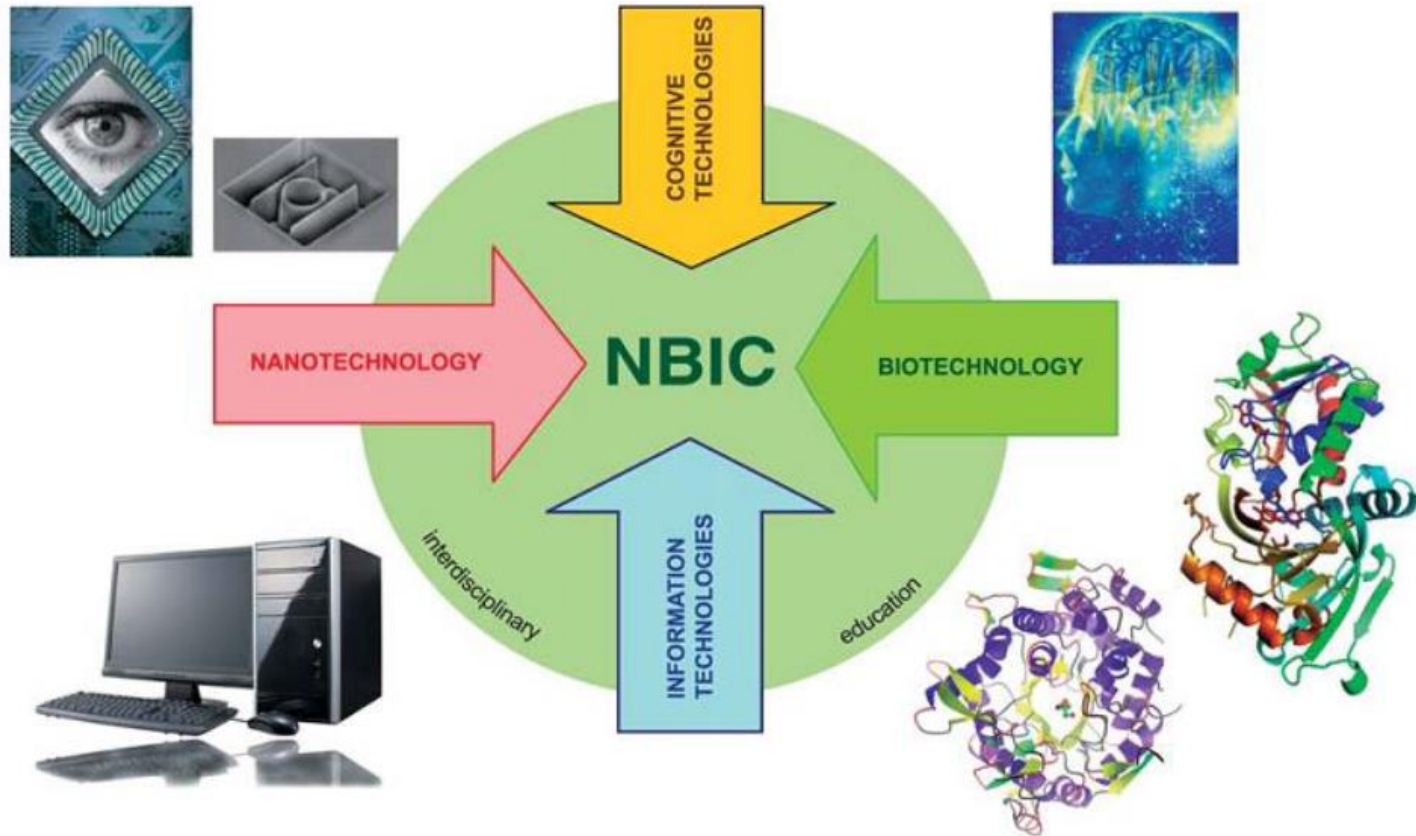 COGNITIVE
TECHNOLOGIES
NANOTECHNOLOGY
NBIC
BIOTECHNOLOGY
INFORMATION
TECHNOLOGIES
interdisciplinary
education